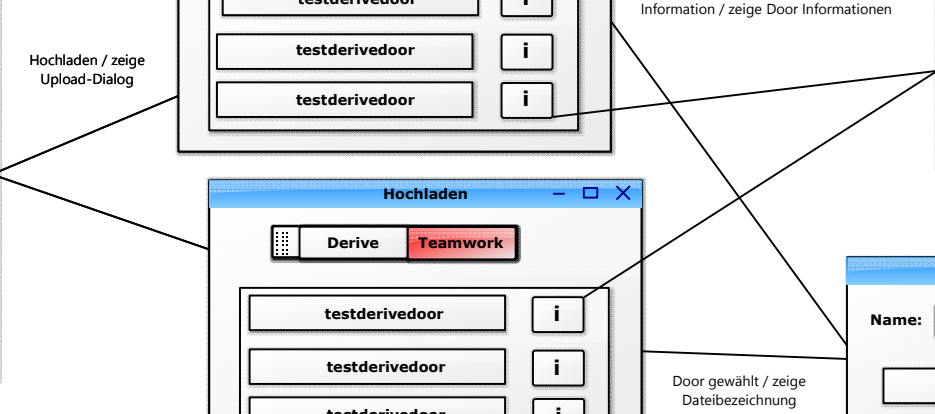 testderivedoor i
Information / zeige Door Informationen
testderivedoor i
Hochladen / zeige
Upload-Dialog
testderivedoor i
Hochladen
Derive Teamwork
testderivedoor i
Name:
testderivedoor i
Door gewählt / zeige
Dateibezeichnung
testderivedoor i